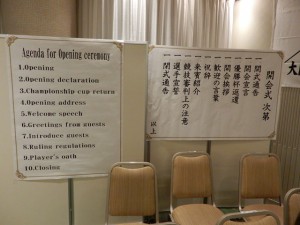 Agenda for Opening ceremony
1.Opening
2.Opening declaration
3.Championship cup return
4.Opening address
5.Welcome speech
6.Greetings from guests
7.Introduce guests
8.Ruling regulations
9.Player's oath
10.Closing
開会式 次第
一 開式通告
一 開会宣言
一 優勝杯返還
一 開会挨拶
一 歓迎の言葉
一 祝辞
一 来賓紹介
一 競技審判上の注意
一 選手宣誓
一 閉式通告
以上